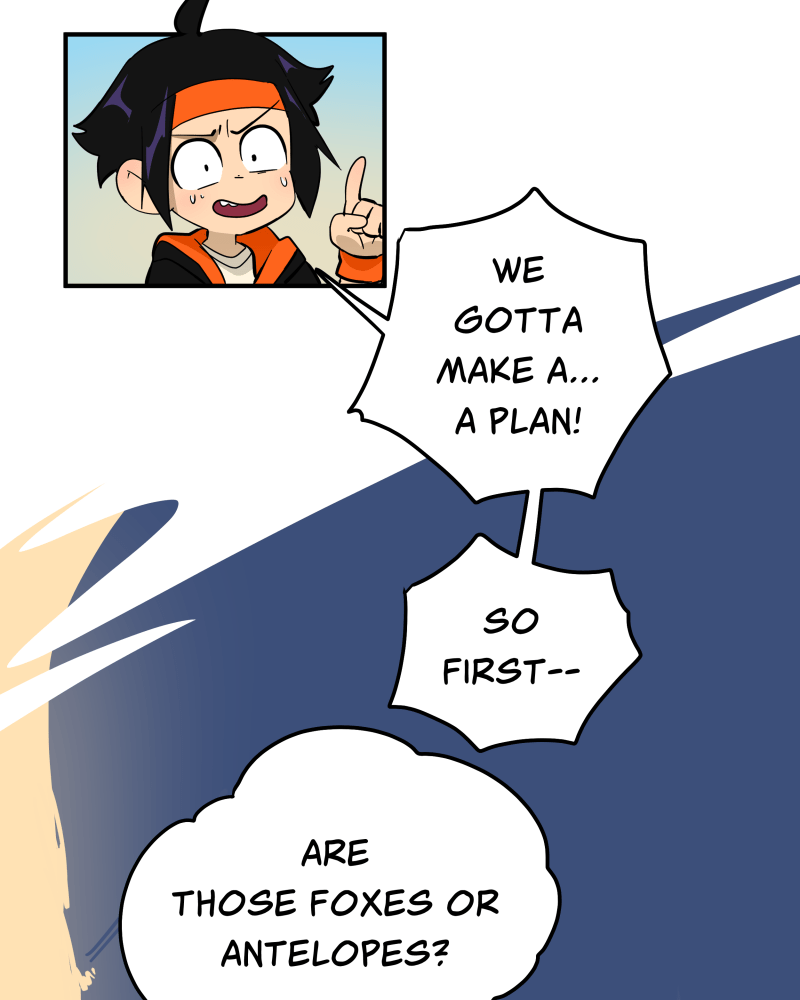 WE
GOTTA
MAKE A...
A PLAN!
SO
FIRST--
ARE
THOSE FOXES OR
ANTELOPES?